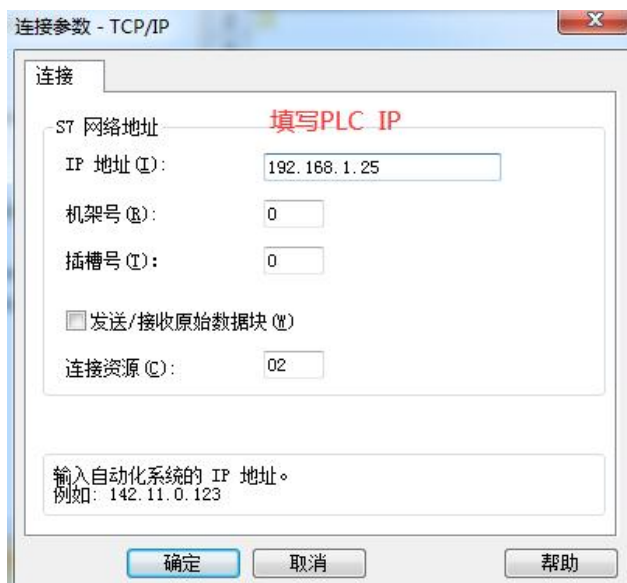 连接参数 - TCP/IP
连接
S7 网络地址
填写PLC IP
IP 地址(I):
192.168.1.25
机架号(R):
0
插槽号(T):
0
发送/接收原始数据块(W)
连接资源(C):
02
输入自动化系统的 IP 地址。
例如: 142.11.0.123
确定
取消
帮助